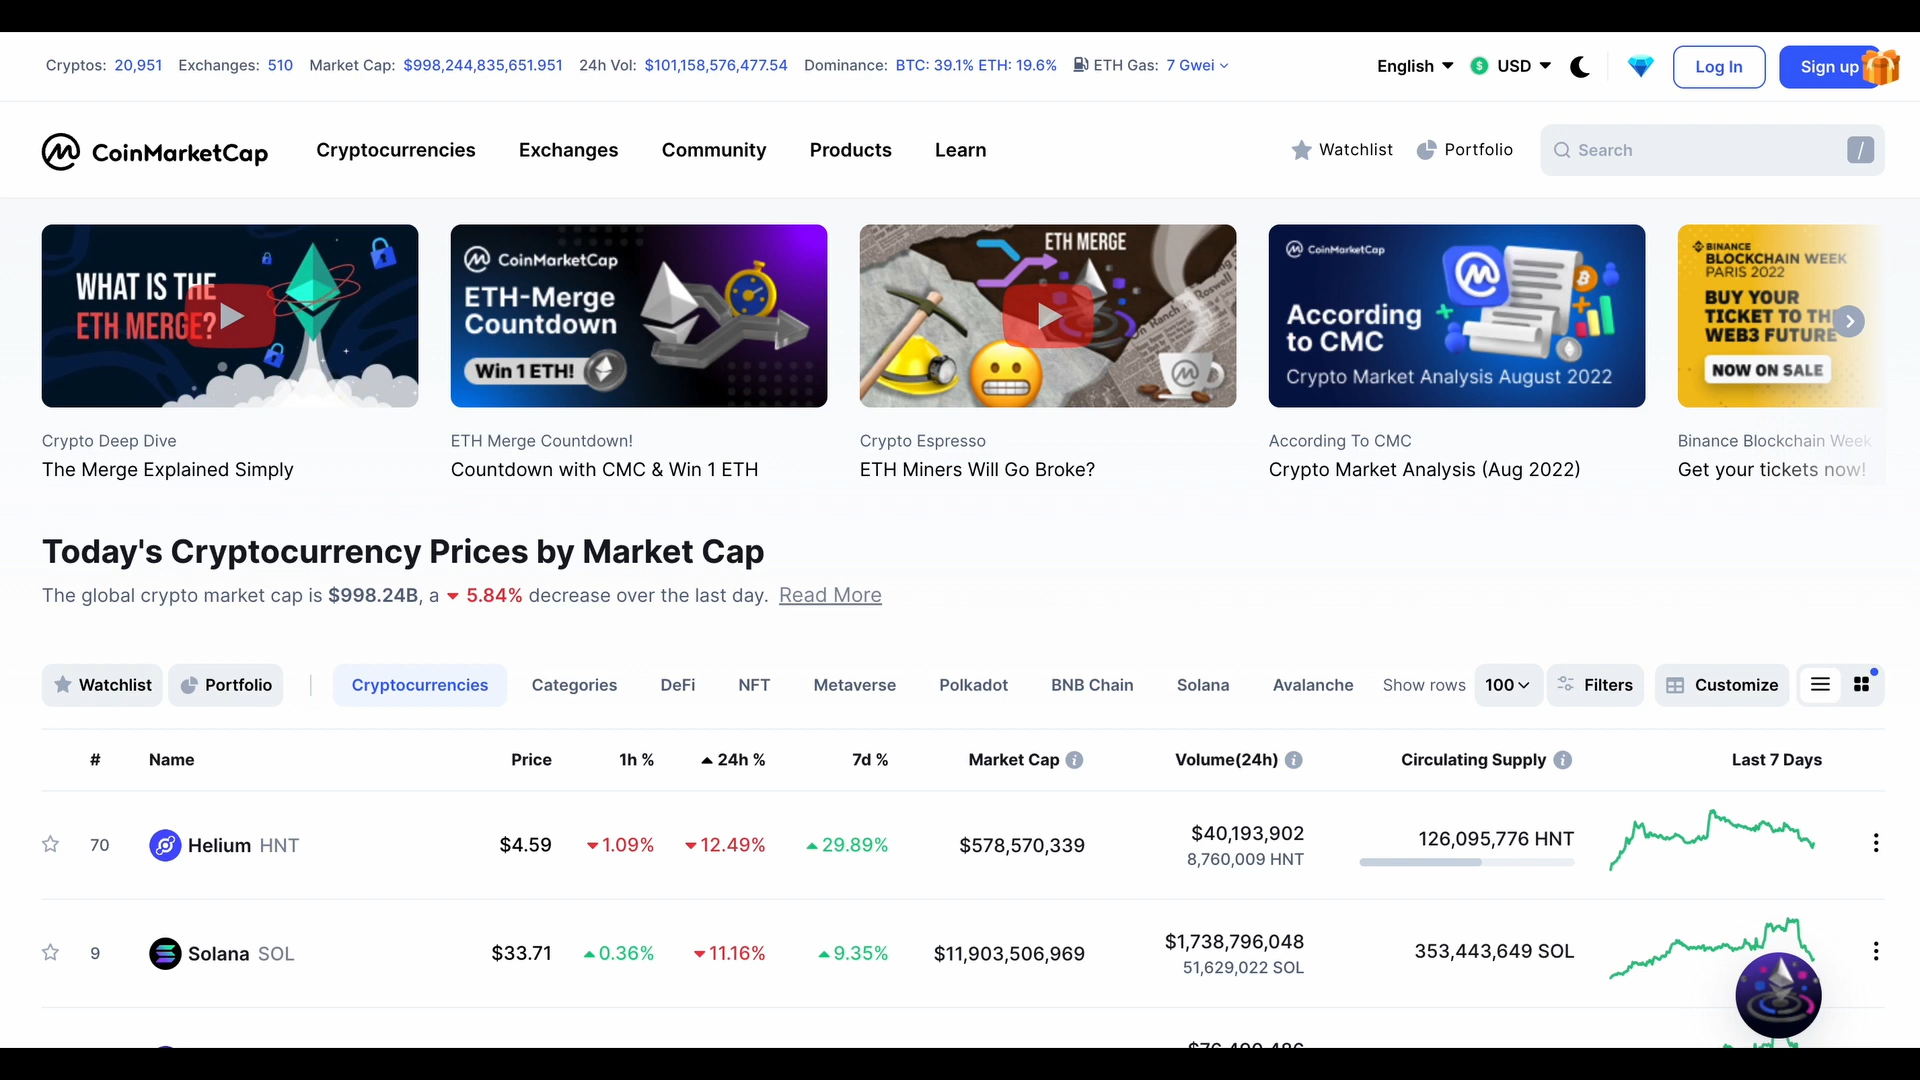 Cryptos: 20,951 Exchanges: 510 Market Cap: $998,244,835,651.951 24h Vol: $101,158,576,477.54 Dominance: BTC: 39.1% ETH: 19.6% ETH Gas: 7 Gwei English USD Log In Sign up
CoinMarketCap Cryptocurrencies Exchanges Community Products Learn Watchlist Portfolio Search /
WHAT IS THE
ETH MERGE?
CoinMarketCap
ETH-Merge
Countdown
Win 1 ETH!
ETH MERGE
CoinMarketCap
According
to CMC
Crypto Market Analysis August 2022
BINANCE
BLOCKCHAIN WEEK
PARIS 2022
BUY YOUR
TICKET TO TH
WEB3 FUTURE
NOW ON SALE
Crypto Deep Dive
The Merge Explained Simply
ETH Merge Countdown!
Countdown with CMC & Win 1 ETH
Crypto Espresso
ETH Miners Will Go Broke?
According To CMC
Crypto Market Analysis (Aug 2022)
Binance Blockchain Week
Get your tickets now!
Today's Cryptocurrency Prices by Market Cap
The global crypto market cap is $998.24B, a 5.84% decrease over the last day. Read More
Watchlist Portfolio Cryptocurrencies Categories DeFi NFT Metaverse Polkadot BNB Chain Solana Avalanche Show rows 100 Filters Customize
# Name Price 1h % 24h % 7d % Market Cap Volume(24h) Circulating Supply Last 7 Days
70 Helium HNT $4.59 1.09% 12.49% 29.89% $578,570,339 $40,193,902 126,095,776 HNT
8,760,009 HNT
9 Solana SOL $33.71 0.36% 11.16% 9.35% $11,903,506,969 $1,738,796,048 353,443,649 SOL
51,629,022 SOL